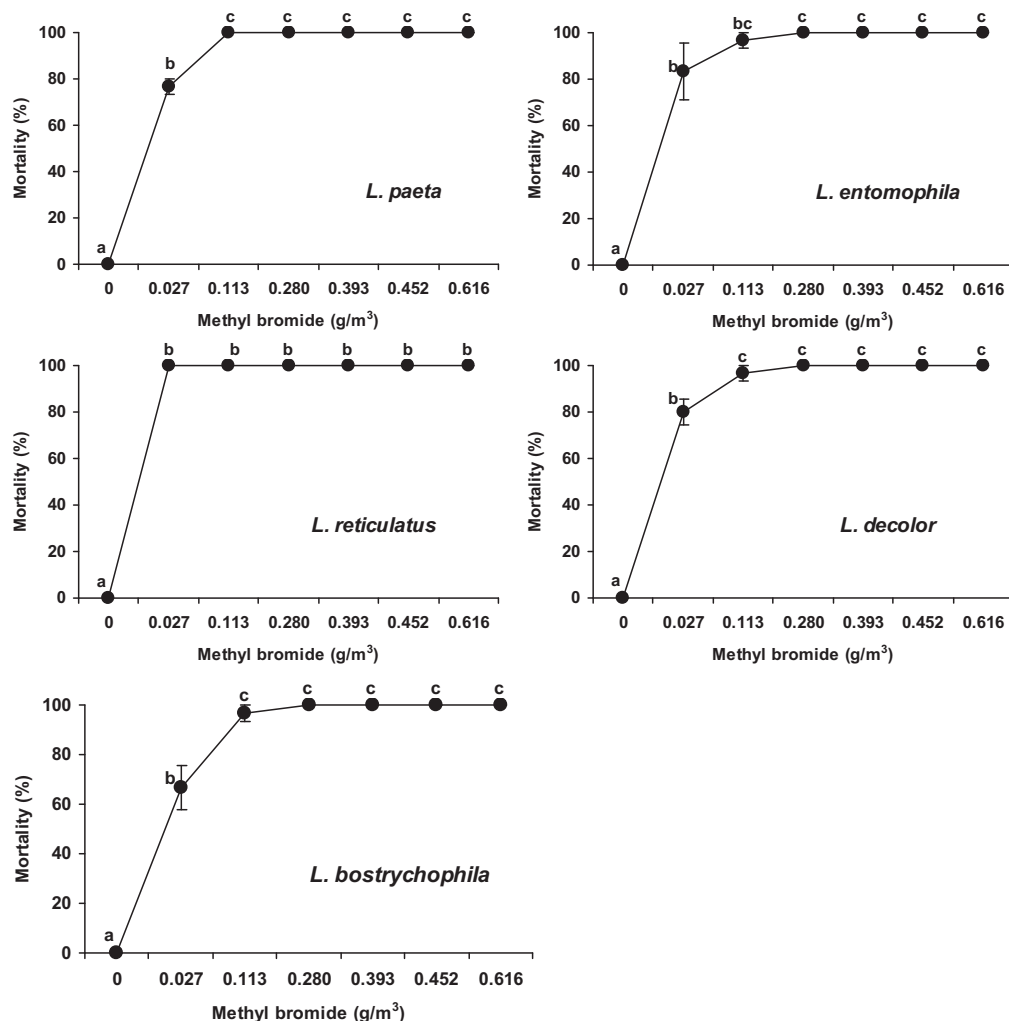 c c c c c
100
b
80
60
Mortality (%)
40
L. paeta
20
a
0
0 0.027 0.113 0.280 0.393 0.452 0.616
Methyl bromide (g/m³)
bc c c c c
100
b
80
60
Mortality (%)
40
L. entomophila
20
a
0
0 0.027 0.113 0.280 0.393 0.452 0.616
Methyl bromide (g/m³)
b b b b b b
100
80
60
Mortality (%)
40
L. reticulatus
20
a
0
0 0.027 0.113 0.280 0.393 0.452 0.616
Methyl bromide (g/m³)
c c c c c
100
b
80
60
Mortality (%)
40
L. decolor
20
a
0
0 0.027 0.113 0.280 0.393 0.452 0.616
Methyl bromide (g/m³)
c c c c c
100
80
b
60
Mortality (%)
40
L. bostrychophila
20
a
0
0 0.027 0.113 0.280 0.393 0.452 0.616
Methyl bromide (g/m³)